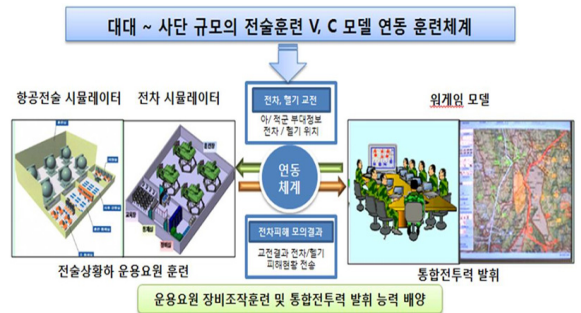 대대 ~ 사단 규모의 전술훈련 V, C 모델 연동 훈련체계
항공전술 시뮬레이터
전차 시뮬레이터
전차, 헬기 교전
아/적군 부대정보
전차 / 헬기 위치
워게임 모델
연동
체계
전차피해 모의결과
교전결과 전차/헬기
피해현황 전송
전술상황하 운용요원 훈련
통합전투력 발휘
운용요원 장비조작훈련 및 통합전투력 발휘 능력 배양